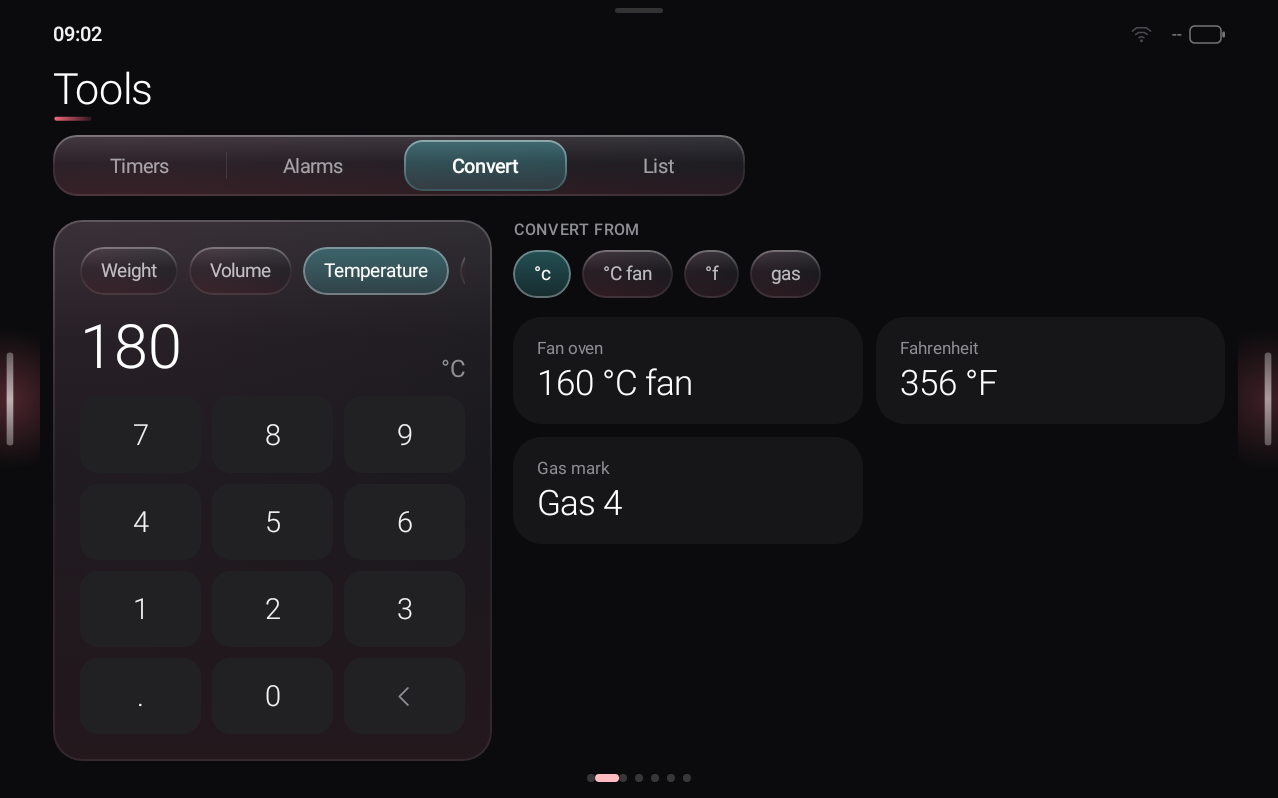 09:02
--
Tools
Timers
Alarms
Convert
List
Weight
Volume
Temperature
180
°C
7
8
9
4
5
6
1
2
3
.
0
CONVERT FROM
°c
°C fan
°f
gas
Fan oven
160 °C fan
Fahrenheit
356 °F
Gas mark
Gas 4